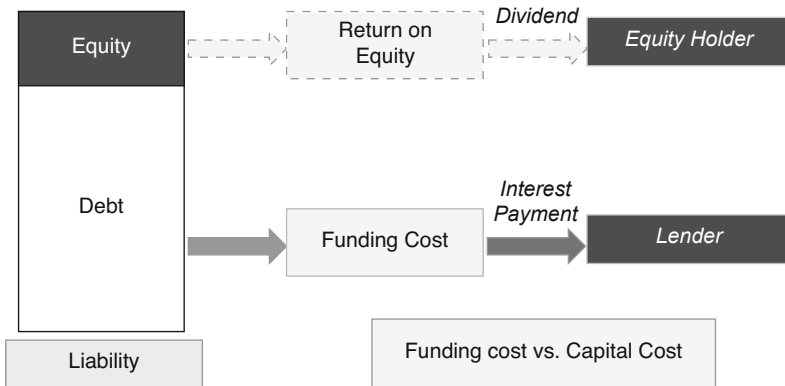 Equity
Return on
Equity
Dividend
Equity Holder
Debt
Funding Cost
Interest
Payment
Lender
Liability
Funding cost vs. Capital Cost